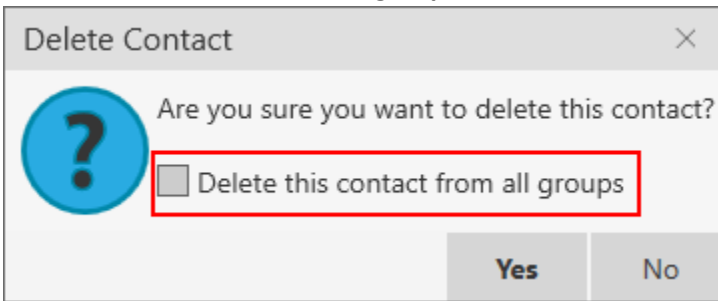 Delete Contact
?
Are you sure you want to delete this contact?
Delete this contact from all groups
Yes No